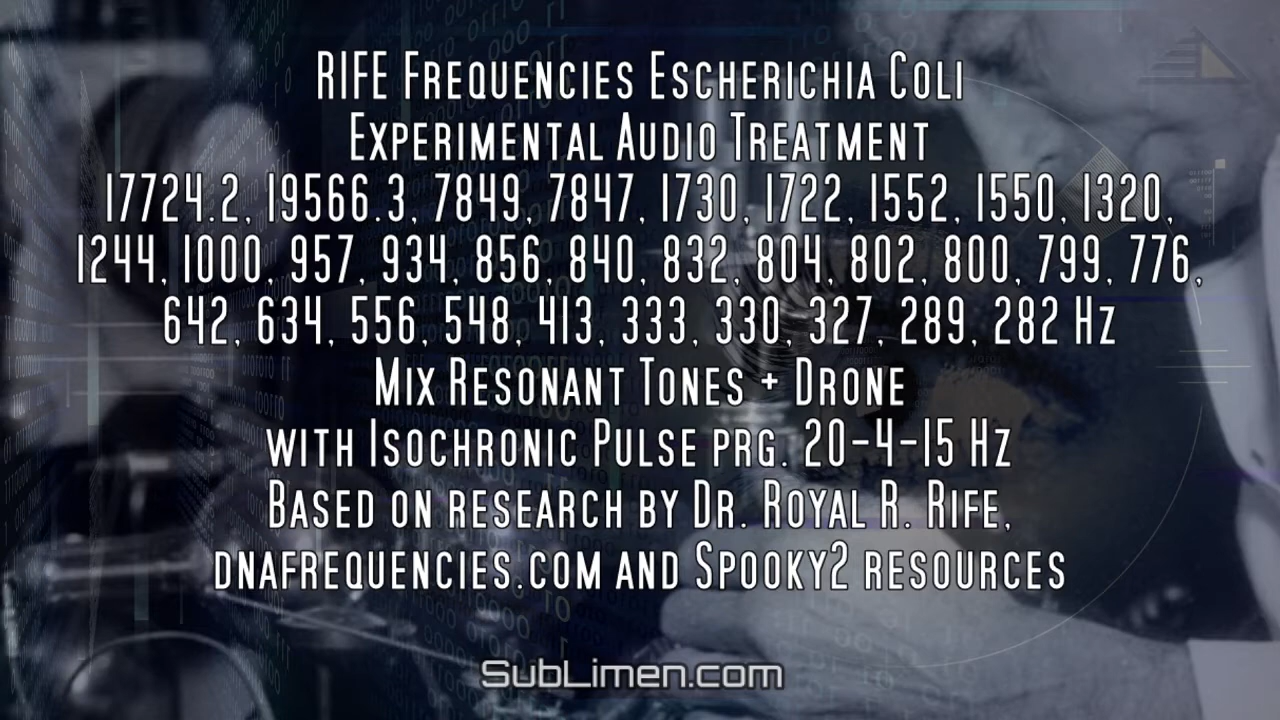 RIFE Frequencies Escherichia Coli
Experimental Audio Treatment
17724.2, 19566.3, 7849, 7847, 1730, 1722, 1552, 1550, 1320,
1244, 1000, 957, 934, 856, 840, 832, 804, 802, 800, 799, 776,
642, 634, 556, 548, 413, 333, 330, 327, 289, 282 Hz
Mix Resonant Tones + Drone
with Isochronic Pulse prg. 20-4-15 Hz
Based on research by Dr. Royal R. Rife,
dnafrequencies.com and Spooky2 resources
SubLimen.com